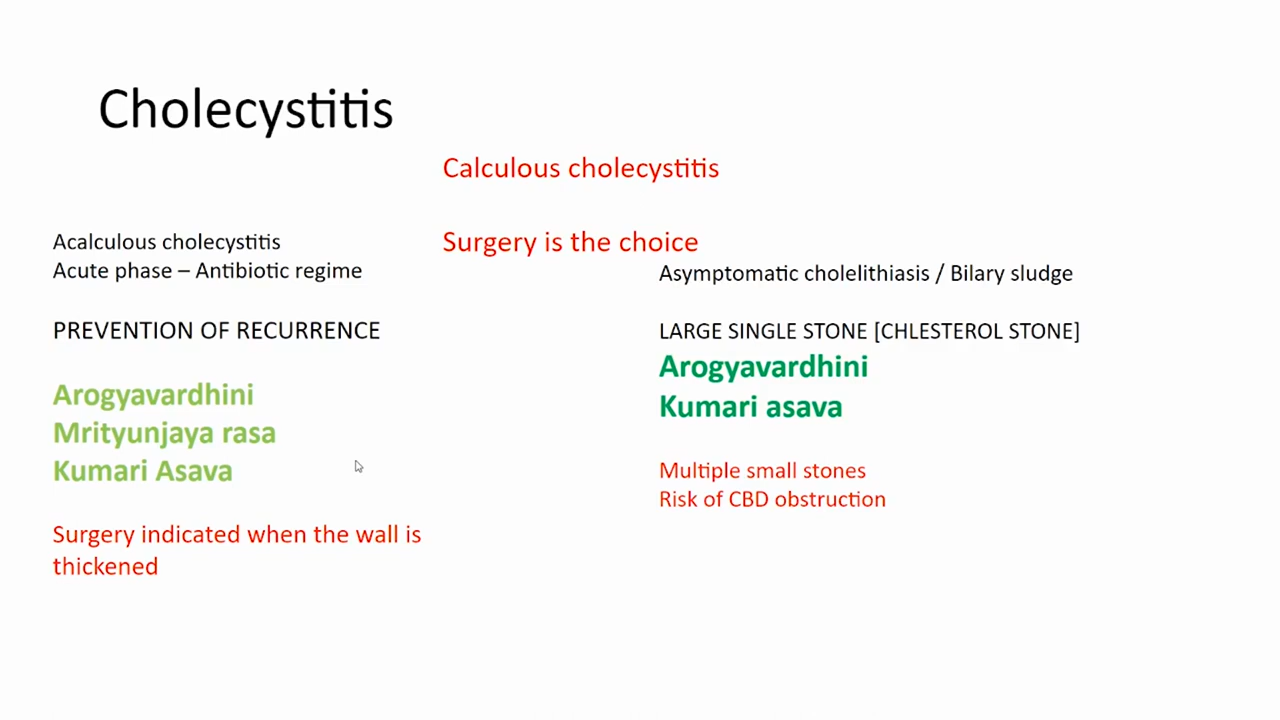 Cholecystitis
Calculous cholecystitis
Surgery is the choice
Acalculous cholecystitis
Acute phase – Antibiotic regime
PREVENTION OF RECURRENCE
Arogyavardhini
Mrityunjaya rasa
Kumari Asava
Surgery indicated when the wall is
thickened
Asymptomatic cholelithiasis / Bilary sludge
LARGE SINGLE STONE [CHLESTEROL STONE]
Arogyavardhini
Kumari asava
Multiple small stones
Risk of CBD obstruction